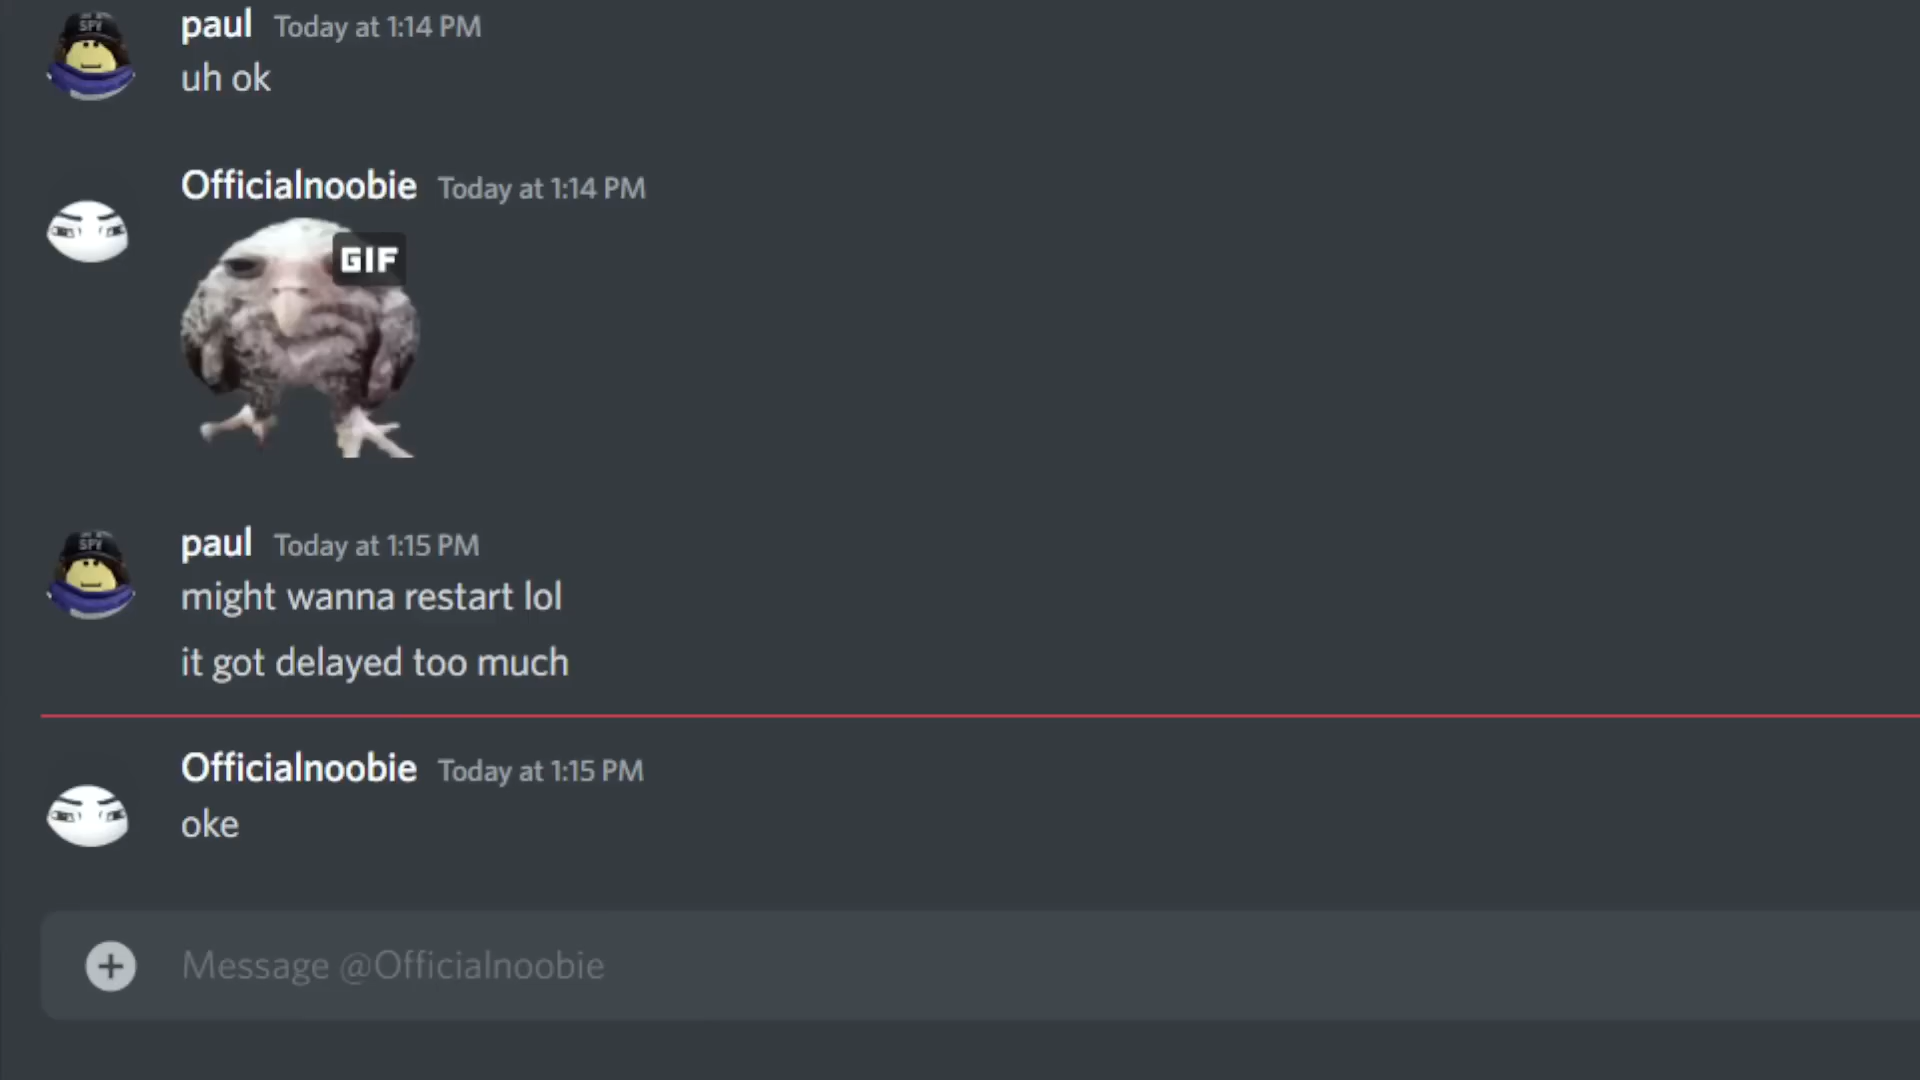 paul Today at 1:14 PM
uh ok
Officialnoobie Today at 1:14 PM
GIF
paul Today at 1:15 PM
might wanna restart lol
it got delayed too much
Officialnoobie Today at 1:15 PM
oke
Message @Officialnoobie
SPY
SPY